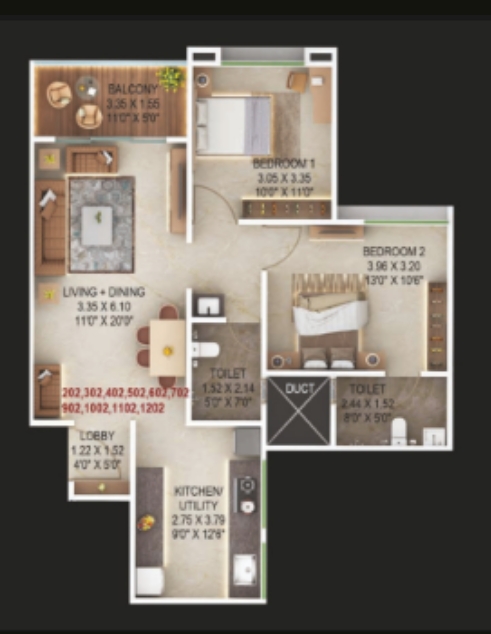 BALCONY
3.35 X 1.55
11'0" X 5'0"
BEDROOM 1
3.05 X 3.35
10'0" X 11'0"
BEDROOM 2
3.96 X 3.20
13'0" X 10'6"
LIVING + DINING
3.35 X 6.10
11'0" X 20'0"
TOILET
1.52 X 2.14
5'0" X 7'0"
DUCT
TOILET
2.44 X 1.52
8'0" X 5'0"
202,302,402,502,602,702
902,1002,1102,1202
LOBBY
1.22 X 1.52
4'0" X 5'0"
KITCHEN/
UTILITY
2.75 X 3.79
9'0" X 12'6"